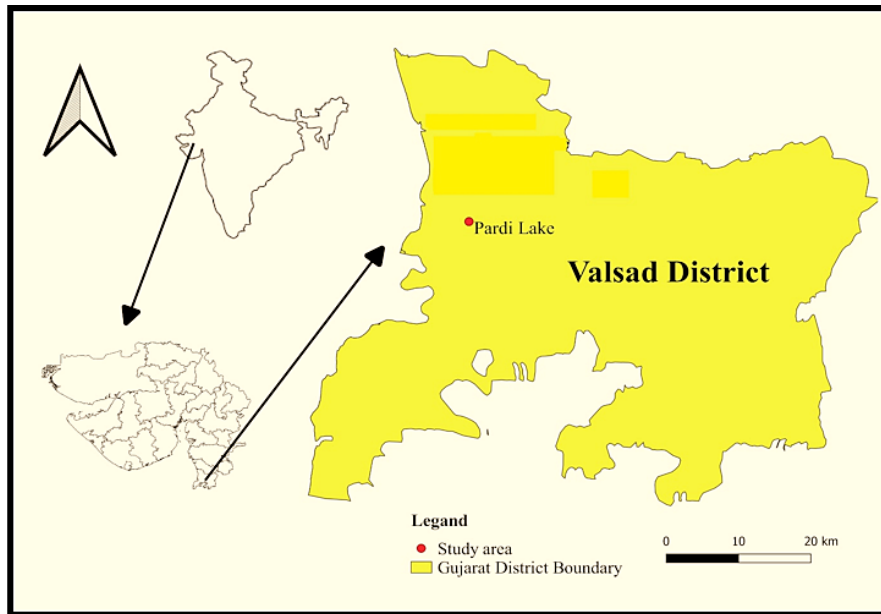 Pardi Lake
Valsad District
Legand
Study area
Gujarat District Boundary
0 10 20 km